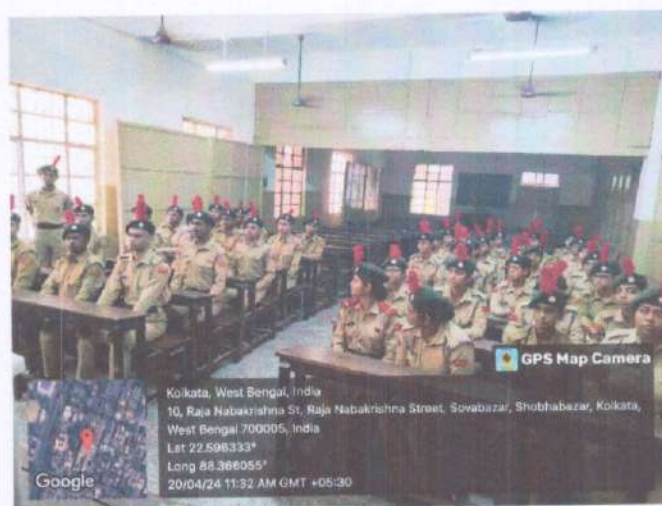 GPS Map Camera
Kolkata, West Bengal, India
10, Raja Nabakrishna St, Raja Nabakrishna Street, Sovabazar, Shobhabazar, Kolkata,
West Bengal 700005, India
Lat 22.596333°
Long 88.366055°
20/04/24 11:32 AM GMT +05:30
Google